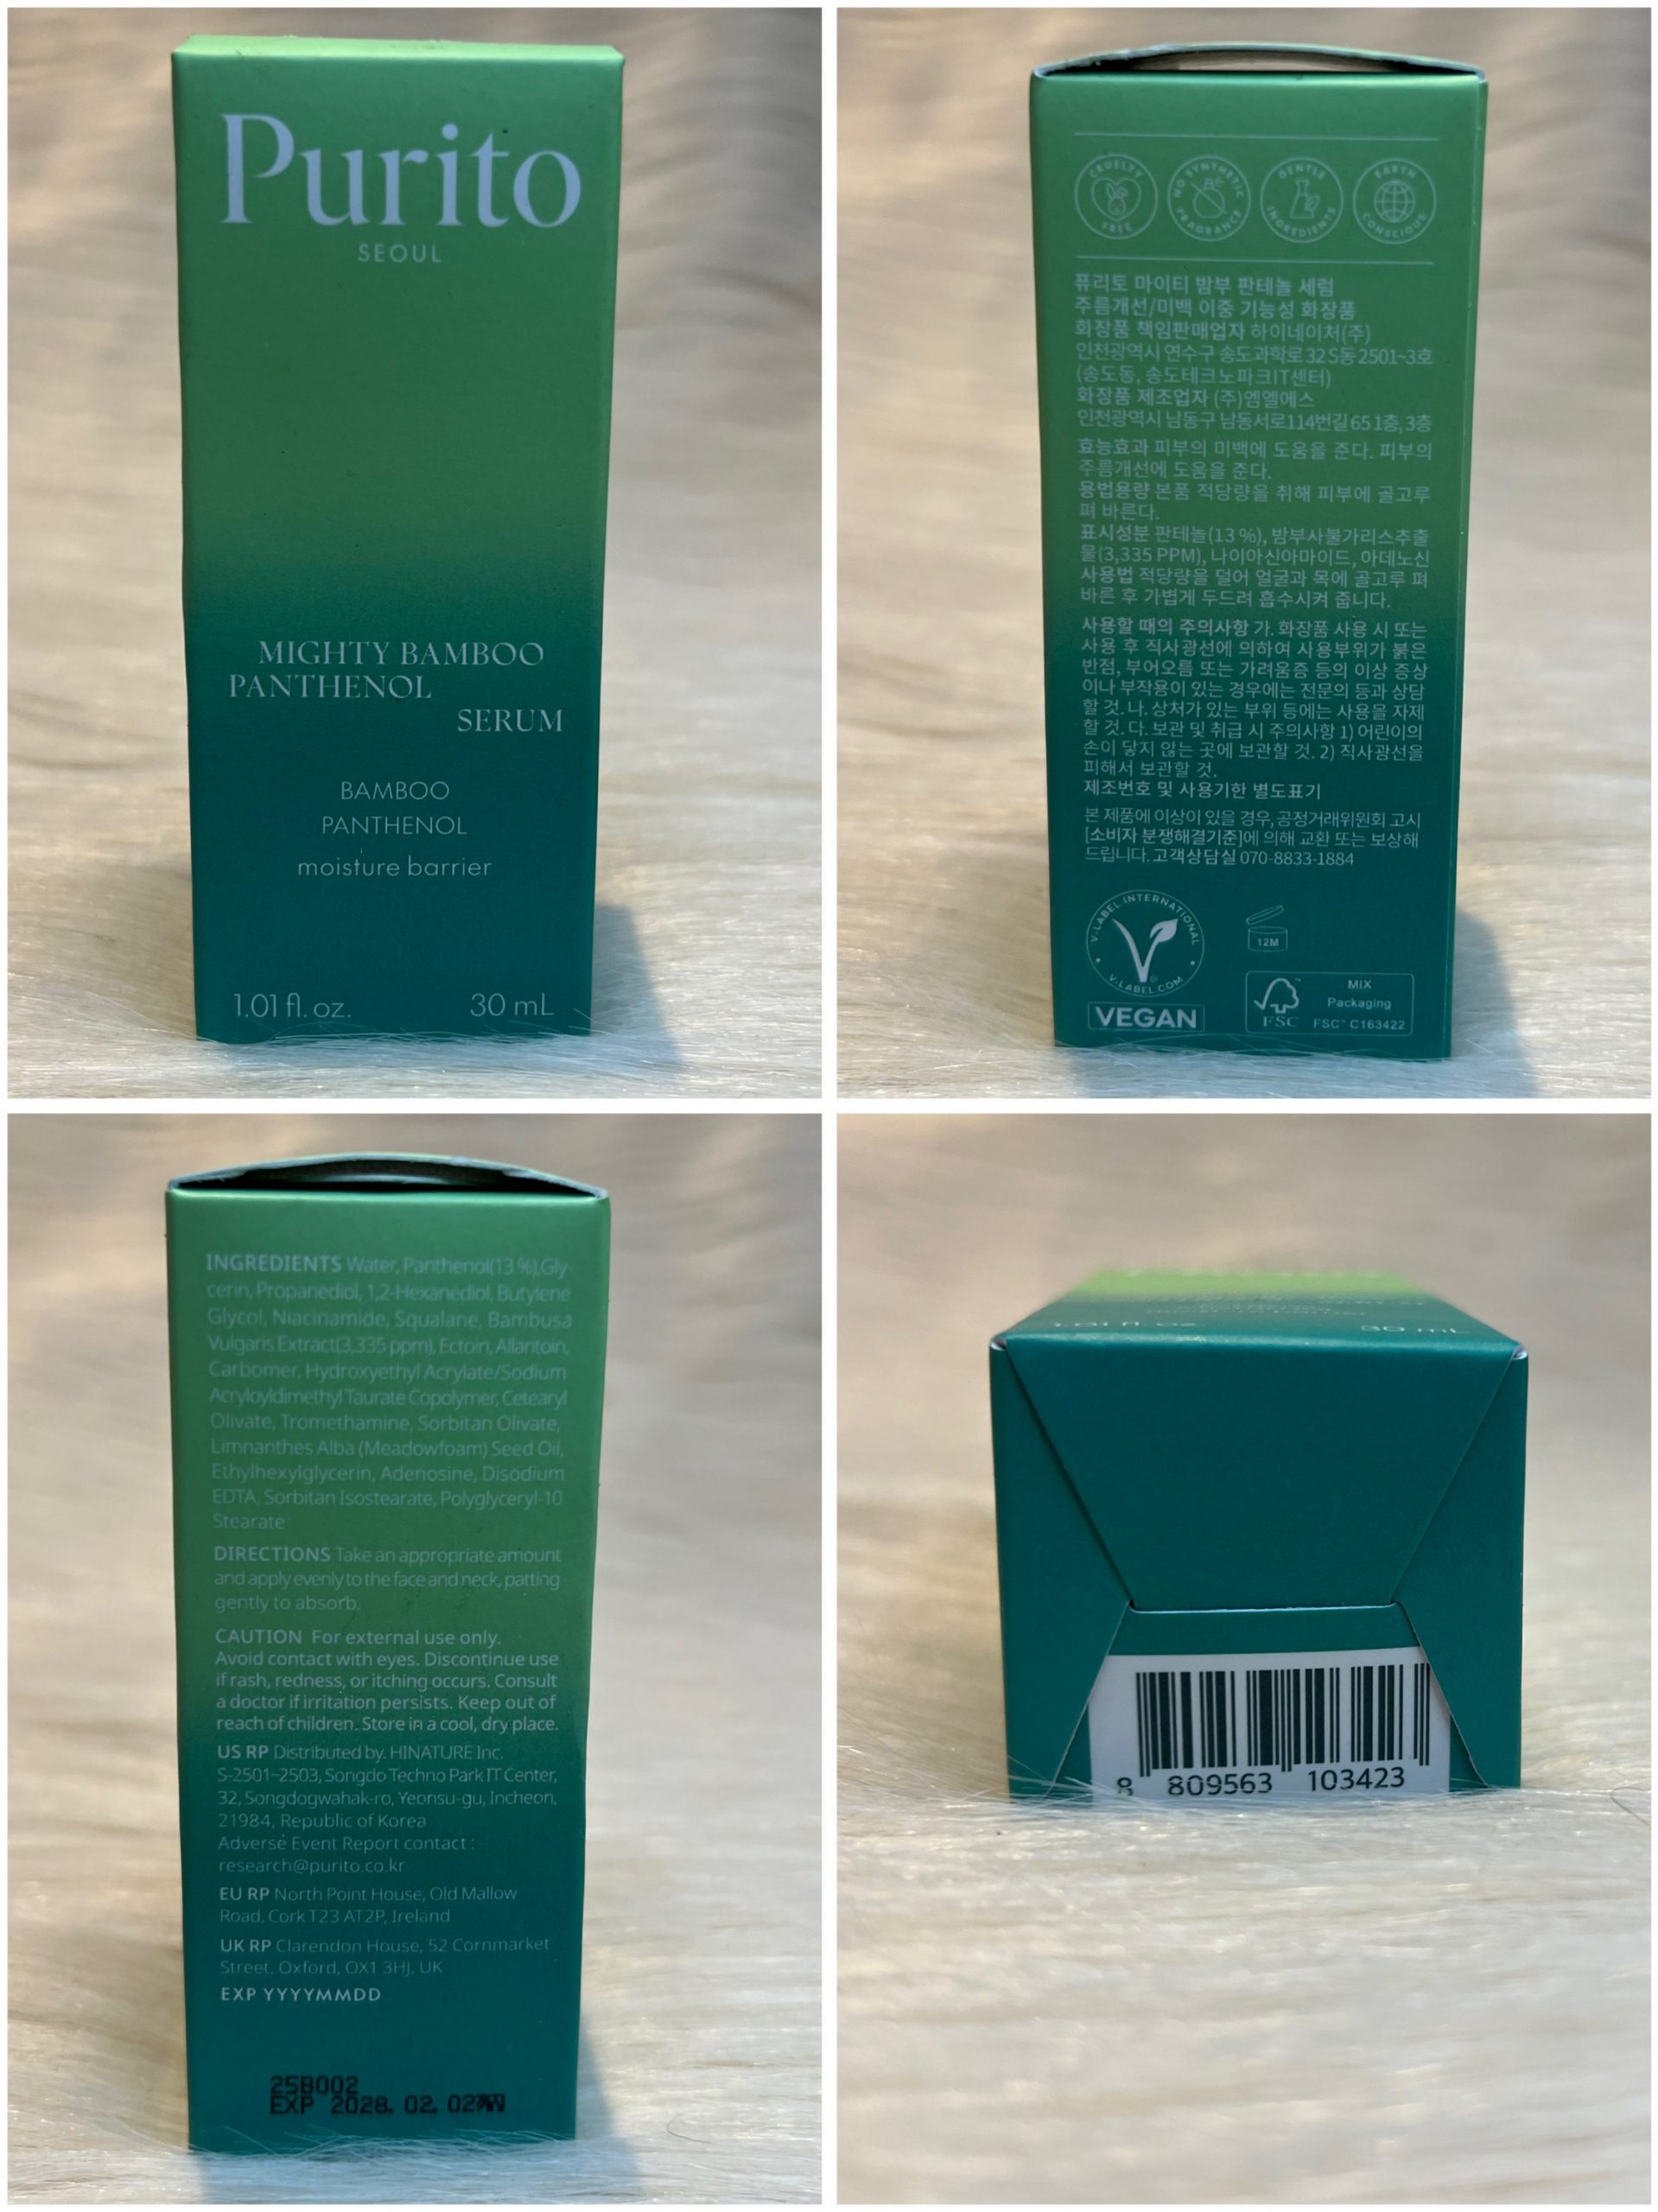 Purito
SEOUL
MIGHTY BAMBOO
PANTHENOL
SERUM
BAMBOO
PANTHENOL
moisture barrier
1.01 fl. oz. 30 mL
CRUELTY FREE
NO SYNTHETIC FRAGRANCE
GENTLE INGREDIENTS
EARTH CONSCIOUS
퓨리토 마이티 밤부 판테놀 세럼
주름개선/미백 이중 기능성 화장품
화장품 책임판매업자 하이네이처(주)
인천광역시 연수구 송도과학로 32 S동 2501~3호
(송도동, 송도테크노파크IT센터)
화장품 제조업자 (주)엠엘에스
인천광역시 남동구 남동서로114번길 65 1층, 3층
효능효과 피부의 미백에 도움을 준다. 피부의
주름개선에 도움을 준다.
용법용량 본품 적당량을 취해 피부에 골고루
펴 바른다.
표시성분 판테놀(13 %), 밤부사불가리스추출
물(3,335 PPM), 나이아신아마이드, 아데노신
사용법 적당량을 덜어 얼굴과 목에 골고루 펴
바른 후 가볍게 두드려 흡수시켜 줍니다.
사용할 때의 주의사항 가. 화장품 사용 시 또는
사용 후 직사광선에 의하여 사용부위가 붉은
반점, 부어오름 또는 가려움증 등의 이상 증상
이나 부작용이 있는 경우에는 전문의 등과 상담
할 것. 나. 상처가 있는 부위 등에는 사용을 자제
할 것. 다. 보관 및 취급 시 주의사항 1) 어린이의
손이 닿지 않는 곳에 보관할 것. 2) 직사광선을
피해서 보관할 것.
제조번호 및 사용기한 별도표기
본 제품에 이상이 있을 경우, 공정거래위원회 고시
[소비자 분쟁해결기준]에 의해 교환 또는 보상해
드립니다. 고객상담실 070-8833-1884
V-LABEL INTERNATIONAL
V-LABEL.COM
VEGAN
12M
FSC
MIX
Packaging
FSC™ C163422
INGREDIENTS Water, Panthenol(13 %),Gly-
cerin, Propanediol, 1,2-Hexanediol, Butylene
Glycol, Niacinamide, Squalane, Bambusa
Vulgaris Extract(3,335 ppm), Ectoin, Allantoin,
Carbomer, Hydroxyethyl Acrylate/Sodium
Acryloyldimethyl Taurate Copolymer, Cetearyl
Olivate, Tromethamine, Sorbitan Olivate,
Limnanthes Alba (Meadowfoam) Seed Oil,
Ethylhexylglycerin, Adenosine, Disodium
EDTA, Sorbitan Isostearate, Polyglyceryl-10
Stearate
DIRECTIONS Take an appropriate amount
and apply evenly to the face and neck, patting
gently to absorb.
CAUTION For external use only.
Avoid contact with eyes. Discontinue use
if rash, redness, or itching occurs. Consult
a doctor if irritation persists. Keep out of
reach of children. Store in a cool, dry place.
US RP Distributed by. HINATURE Inc.
S-2501~2503, Songdo Techno Park IT Center,
32, Songdogwahak-ro, Yeonsu-gu, Incheon,
21984, Republic of Korea
Adverse Event Report contact :
research@purito.co.kr
EU RP North Point House, Old Mallow
Road, Cork T23 AT2P, Ireland
UK RP Clarendon House, 52 Cornmarket
Street, Oxford, OX1 3HJ, UK
EXP YYYYMMDD
25B002
EXP 2028. 02. 02
1.01 fl. oz 30 mL
8 809563 103423